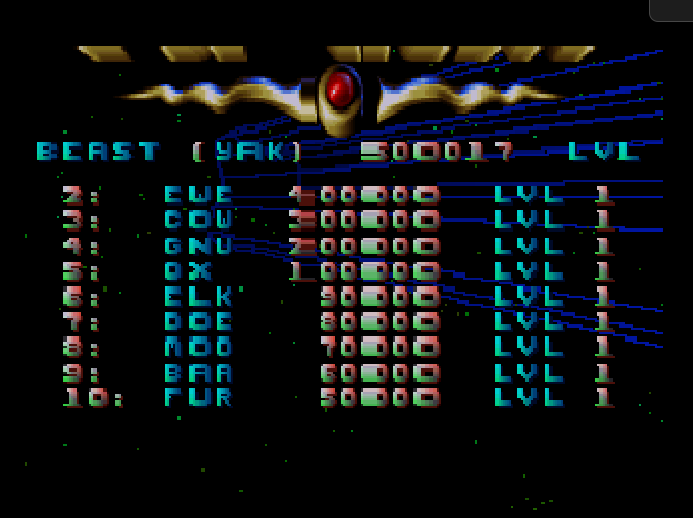 BEAST (YAK) 500017 LVL
2: EWE 400000 LVL 1
3: COW 300000 LVL 1
4: GNU 200000 LVL 1
5: OX 100000 LVL 1
6: ELK 90000 LVL 1
7: DOE 80000 LVL 1
8: MOO 70000 LVL 1
9: BAA 60000 LVL 1
10: FUR 50000 LVL 1